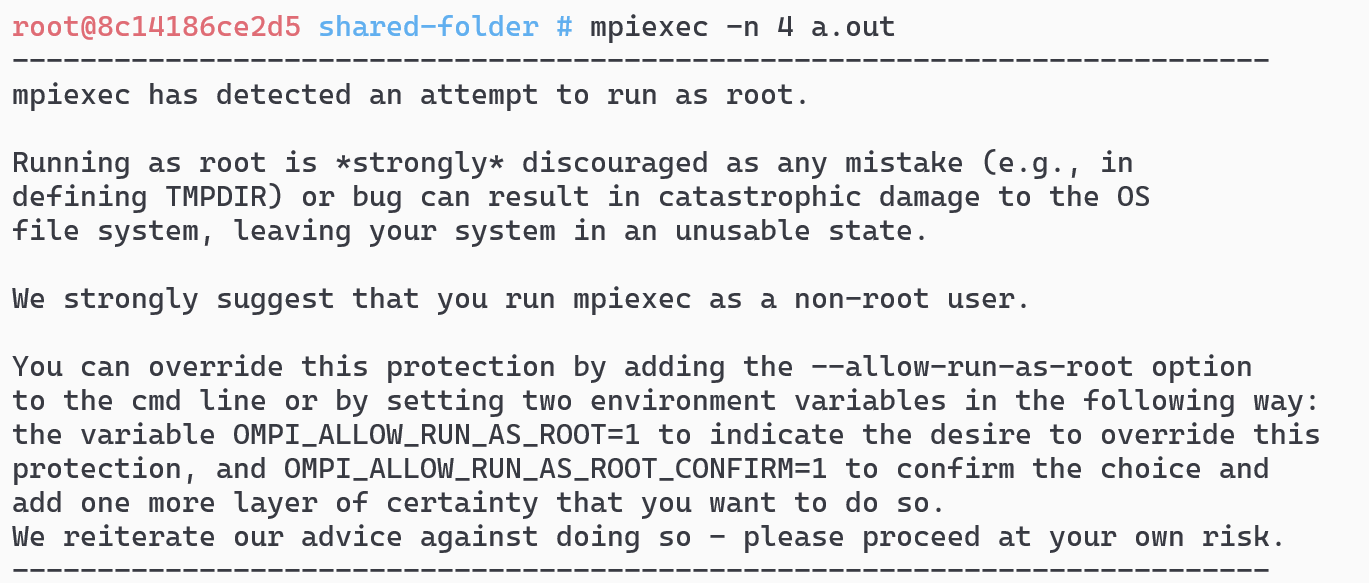 root@8c14186ce2d5 shared-folder # mpiexec -n 4 a.out
--------------------------------------------------------------------------
mpiexec has detected an attempt to run as root.

Running as root is *strongly* discouraged as any mistake (e.g., in
defining TMPDIR) or bug can result in catastrophic damage to the OS
file system, leaving your system in an unusable state.

We strongly suggest that you run mpiexec as a non-root user.

You can override this protection by adding the --allow-run-as-root option
to the cmd line or by setting two environment variables in the following way:
the variable OMPI_ALLOW_RUN_AS_ROOT=1 to indicate the desire to override this
protection, and OMPI_ALLOW_RUN_AS_ROOT_CONFIRM=1 to confirm the choice and
add one more layer of certainty that you want to do so.
We reiterate our advice against doing so - please proceed at your own risk.
--------------------------------------------------------------------------